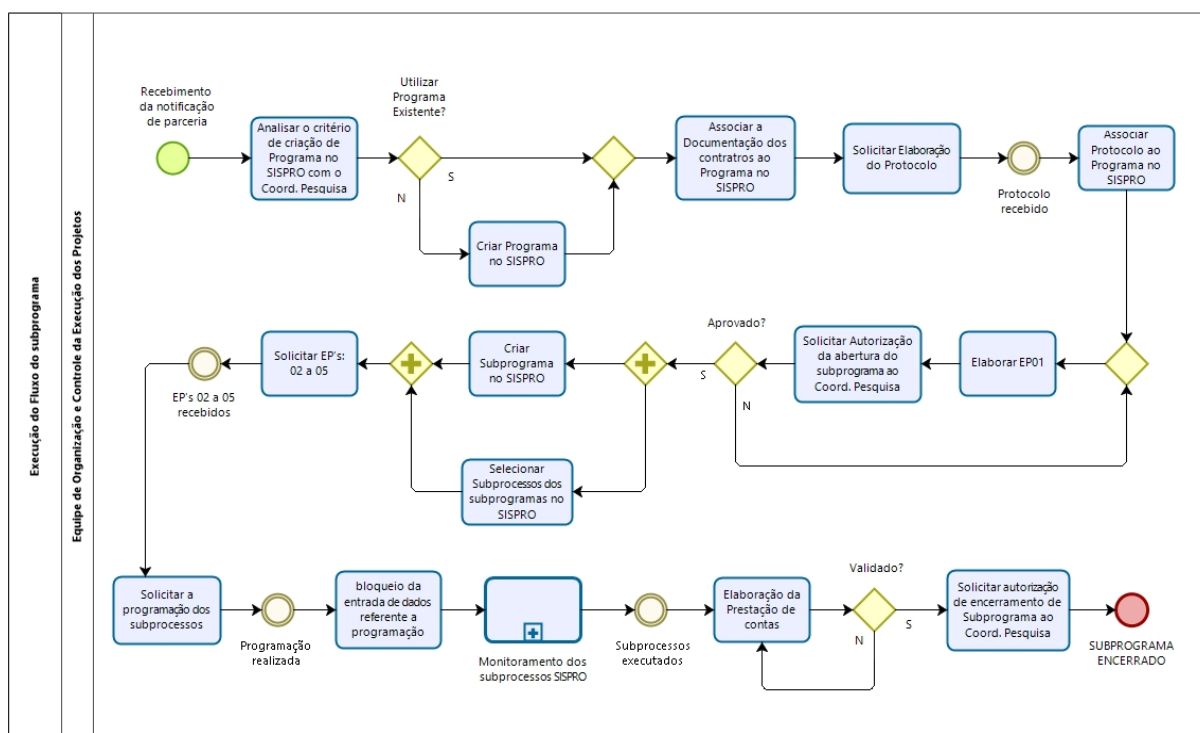 Execução do Fluxo do subprograma
Equipe de Organização e Controle da Execução dos Projetos
Recebimento
da notificação
de parceria
Analisar o critério
de criação de
Programa no
SISPRO com o
Coord. Pesquisa
Utilizar
Programa
Existente?
S
N
Criar Programa
no SISPRO
Associar a
Documentação dos
contratros ao
Programa no
SISPRO
Solicitar Elaboração
do Protocolo
Protocolo
recebido
Associar
Protocolo ao
Programa no
SISPRO
Elaborar EP01
Solicitar Autorização
da abertura do
subprograma ao
Coord. Pesquisa
Aprovado?
S
N
Criar
Subprograma
no SISPRO
Selecionar
Subprocessos dos
subprogramas no
SISPRO
Solicitar EP's:
02 a 05
EP's 02 a 05
recebidos
Solicitar a
programação dos
subprocessos
Programação
realizada
bloqueio da
entrada de dados
referente a
programação
Monitoramento dos
subprocessos SISPRO
Subprocessos
executados
Elaboração da
Prestação de
contas
Validado?
N
S
Solicitar autorização
de encerramento de
Subprograma ao
Coord. Pesquisa
SUBPROGRAMA
ENCERRADO